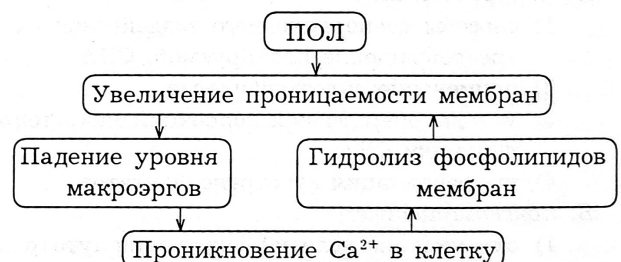 ПОЛ
Увеличение проницаемости мембран
Падение уровня
макроэргов
Гидролиз фосфолипидов
мембран
Проникновение Ca²⁺ в клетку